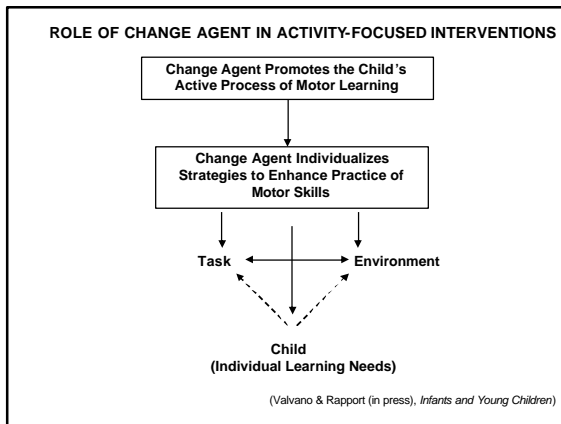 ROLE OF CHANGE AGENT IN ACTIVITY-FOCUSED INTERVENTIONS
Change Agent Promotes the Child's
Active Process of Motor Learning
Change Agent Individualizes
Strategies to Enhance Practice of
Motor Skills
Task
Environment
Child
(Individual Learning Needs)
(Valvano & Rapport (in press), Infants and Young Children)